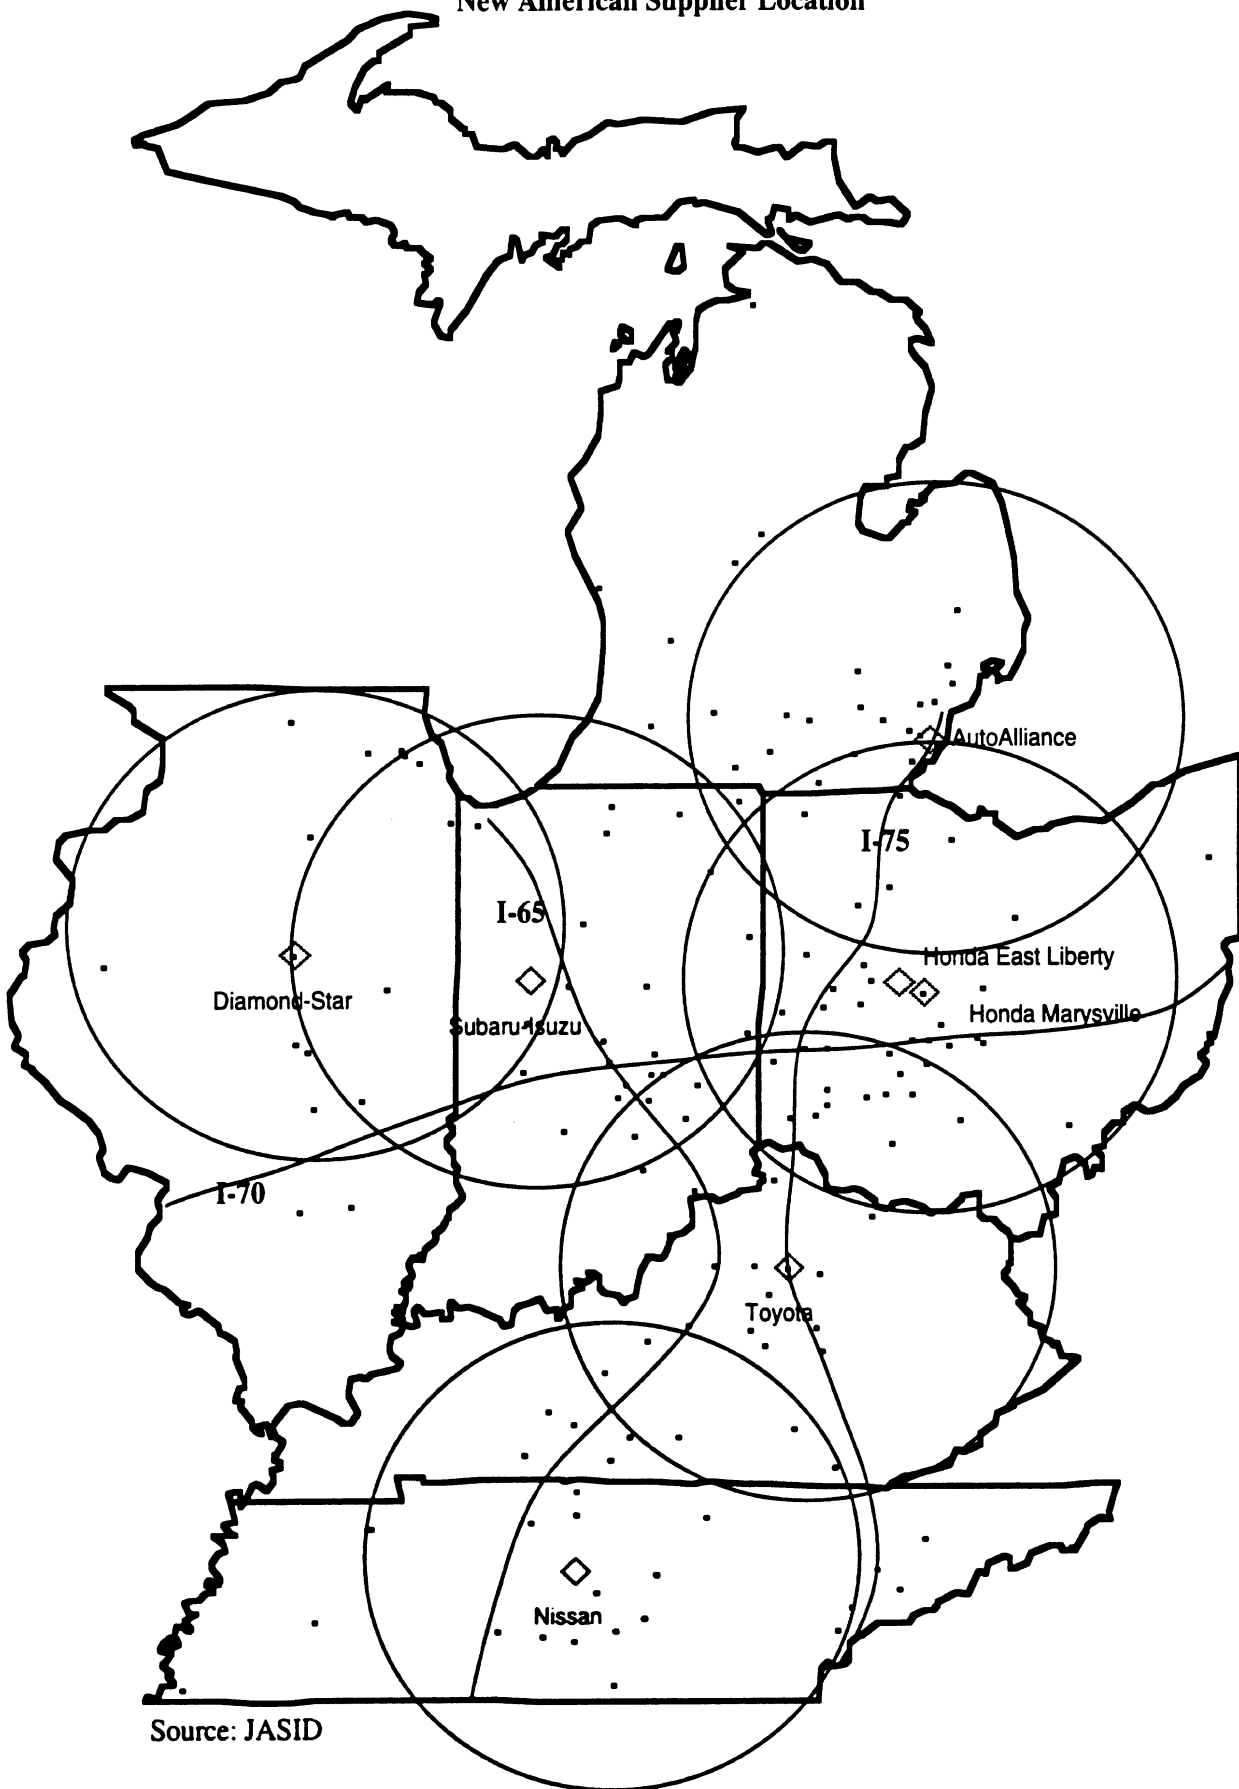 New American Supplier Location
AutoAlliance
I-75
I-65
Honda East Liberty
Diamond-Star
Honda Marysville
Subaru-Isuzu
I-70
Toyota
Nissan
Source: JASID